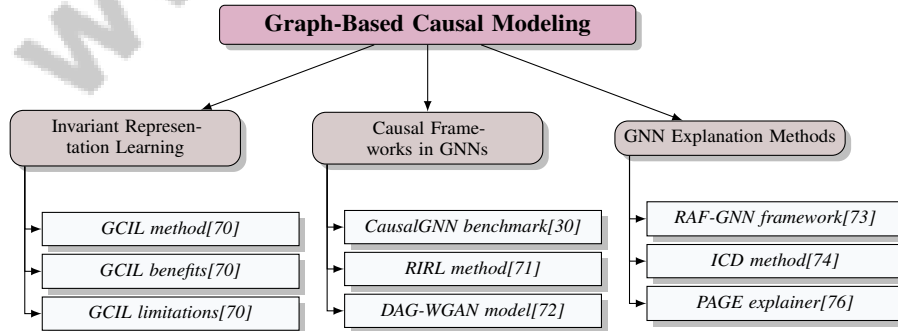 Graph-Based Causal Modeling
Invariant Represen-
tation Learning
GCIL method[70]
GCIL benefits[70]
GCIL limitations[70]
Causal Frame-
works in GNNs
CausalGNN benchmark[30]
RIRL method[71]
DAG-WGAN model[72]
GNN Explanation Methods
RAF-GNN framework[73]
ICD method[74]
PAGE explainer[76]